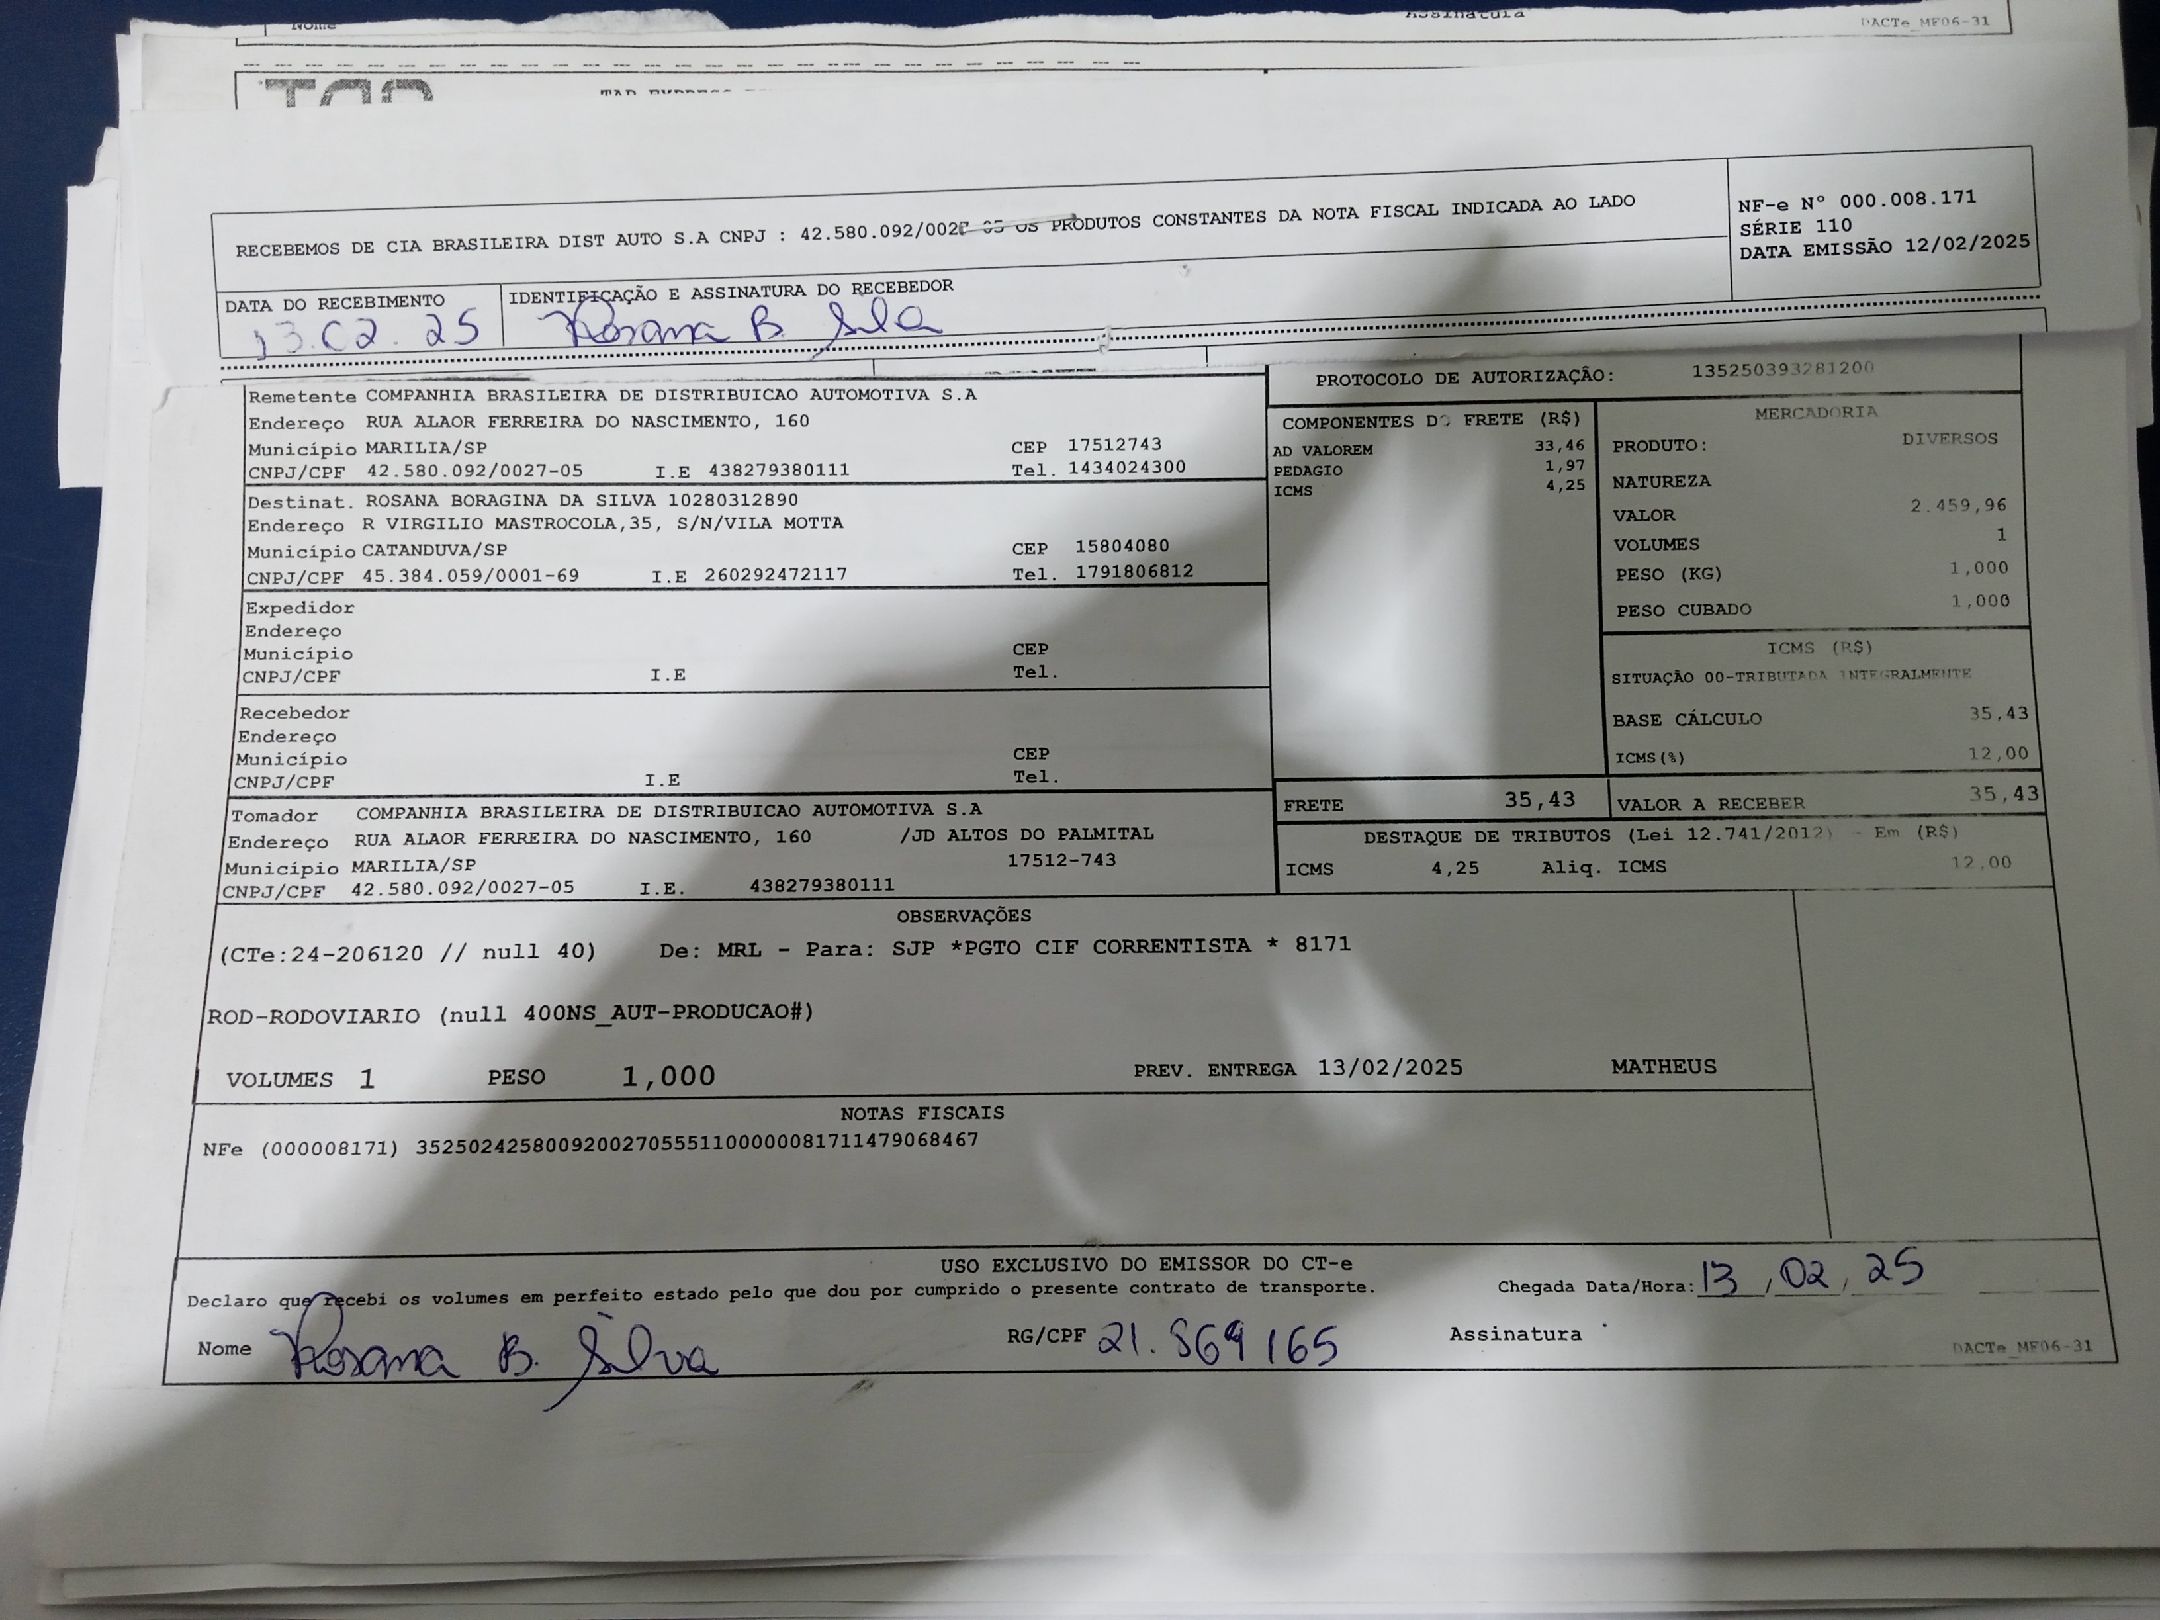 Nome
Assinatura
DACTe_MF06-31
RECEBEMOS DE CIA BRASILEIRA DIST AUTO S.A CNPJ : 42.580.092/002 05 OS PRODUTOS CONSTANTES DA NOTA FISCAL INDICADA AO LADO
NF-e Nº 000.008.171
SÉRIE 110
DATA EMISSÃO 12/02/2025
DATA DO RECEBIMENTO
13.02.25
IDENTIFICAÇÃO E ASSINATURA DO RECEBEDOR
Rosana B. Silva
Remetente COMPANHIA BRASILEIRA DE DISTRIBUICAO AUTOMOTIVA S.A
Endereço RUA ALAOR FERREIRA DO NASCIMENTO, 160
Município MARILIA/SP CEP 17512743
CNPJ/CPF 42.580.092/0027-05 I.E 438279380111 Tel. 1434024300
Destinat. ROSANA BORAGINA DA SILVA 10280312890
Endereço R VIRGILIO MASTROCOLA,35, S/N/VILA MOTTA
Município CATANDUVA/SP CEP 15804080
CNPJ/CPF 45.384.059/0001-69 I.E 260292472117 Tel. 1791806812
Expedidor
Endereço
Município CEP
CNPJ/CPF I.E Tel.
Recebedor
Endereço
Município CEP
CNPJ/CPF I.E Tel.
Tomador COMPANHIA BRASILEIRA DE DISTRIBUICAO AUTOMOTIVA S.A
Endereço RUA ALAOR FERREIRA DO NASCIMENTO, 160 /JD ALTOS DO PALMITAL
Município MARILIA/SP 17512-743
CNPJ/CPF 42.580.092/0027-05 I.E. 438279380111
PROTOCOLO DE AUTORIZAÇÃO: 135250393281200
COMPONENTES DO FRETE (R$)
AD VALOREM 33,46
PEDAGIO 1,97
ICMS 4,25
MERCADORIA
PRODUTO: DIVERSOS
NATUREZA
VALOR 2.459,96
VOLUMES 1
PESO (KG) 1,000
PESO CUBADO 1,000
ICMS (R$)
SITUAÇÃO 00-TRIBUTADA INTEGRALMENTE
BASE CÁLCULO 35,43
ICMS(%) 12,00
FRETE 35,43
VALOR A RECEBER 35,43
DESTAQUE DE TRIBUTOS (Lei 12.741/2012) - Em (R$)
ICMS 4,25 Aliq. ICMS 12,00
OBSERVAÇÕES
(CTe:24-206120 // null 40) De: MRL - Para: SJP *PGTO CIF CORRENTISTA * 8171
ROD-RODOVIARIO (null 400NS_AUT-PRODUCAO#)
VOLUMES 1 PESO 1,000 PREV. ENTREGA 13/02/2025 MATHEUS
NOTAS FISCAIS
NFe (000008171) 35250242580092002705551100000081711479068467
USO EXCLUSIVO DO EMISSOR DO CT-e
Declaro que recebi os volumes em perfeito estado pelo que dou por cumprido o presente contrato de transporte. Chegada Data/Hora: 13/02/25
Nome Rosana B. Silva RG/CPF 21.869165 Assinatura
DACTe_MF06-31